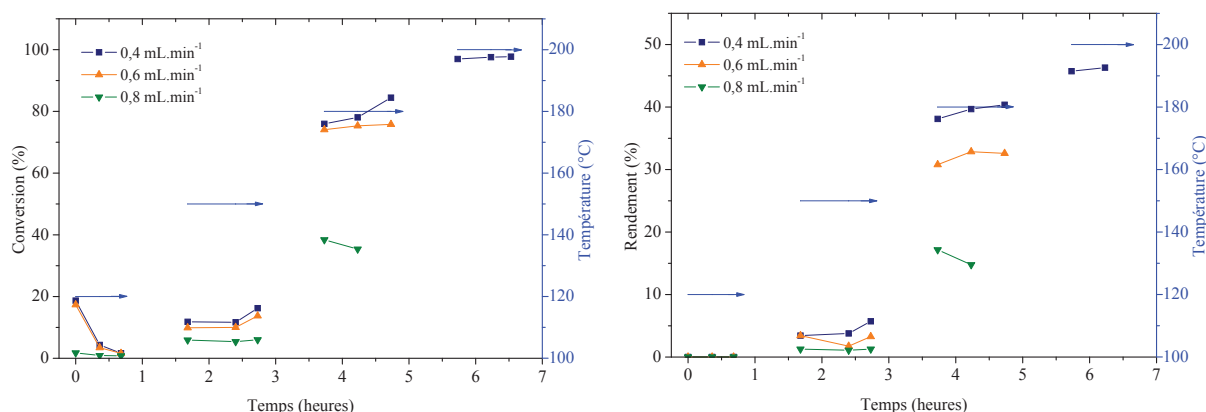 0,4 mL.min-1
0,6 mL.min-1
0,8 mL.min-1
Conversion (%)
100
80
60
40
20
0
200
180
160
140
120
100
Température (°C)
0 1 2 3 4 5 6 7
Temps (heures)
0,4 mL.min-1
0,6 mL.min-1
0,8 mL.min-1
Rendement (%)
50
40
30
20
10
0
200
180
160
140
120
100
Température (°C)
0 1 2 3 4 5 6 7
Temps (heures)